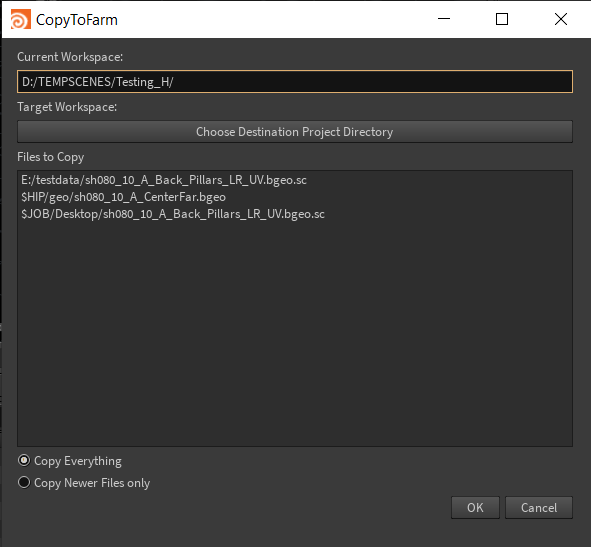 CopyToFarm
Current Workspace:
D:/TEMPSCENES/Testing_H/
Target Workspace:
Choose Destination Project Directory
Files to Copy
E:/testdata/sh080_10_A_Back_Pillars_LR_UV.bgeo.sc
$HIP/geo/sh080_10_A_CenterFar.bgeo
$JOB/Desktop/sh080_10_A_Back_Pillars_LR_UV.bgeo.sc
Copy Everything
Copy Newer Files only
OK Cancel